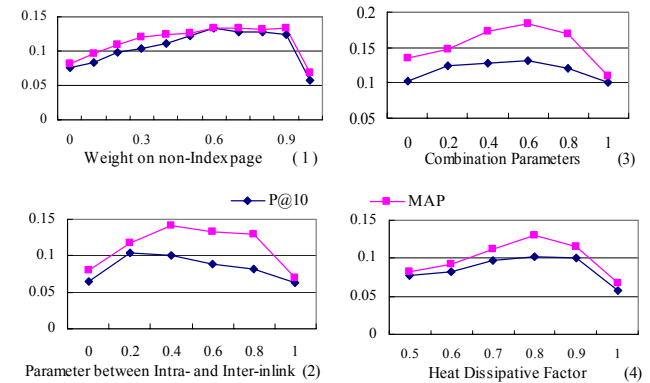 0.15
0.1
0.05
0
0.3
0.6
0.9
Weight on non-Index page (1)
0.2
0.15
0.1
0.05
0 0.2 0.4 0.6 0.8 1
Combination Parameters (3)
P@10 MAP
0.15
0.1
0.05
0
0 0.2 0.4 0.6 0.8 1
Parameter between Intra- and Inter-inlink (2)
0.15
0.1
0.05
0
0.5 0.6 0.7 0.8 0.9 1
Heat Dissipative Factor (4)